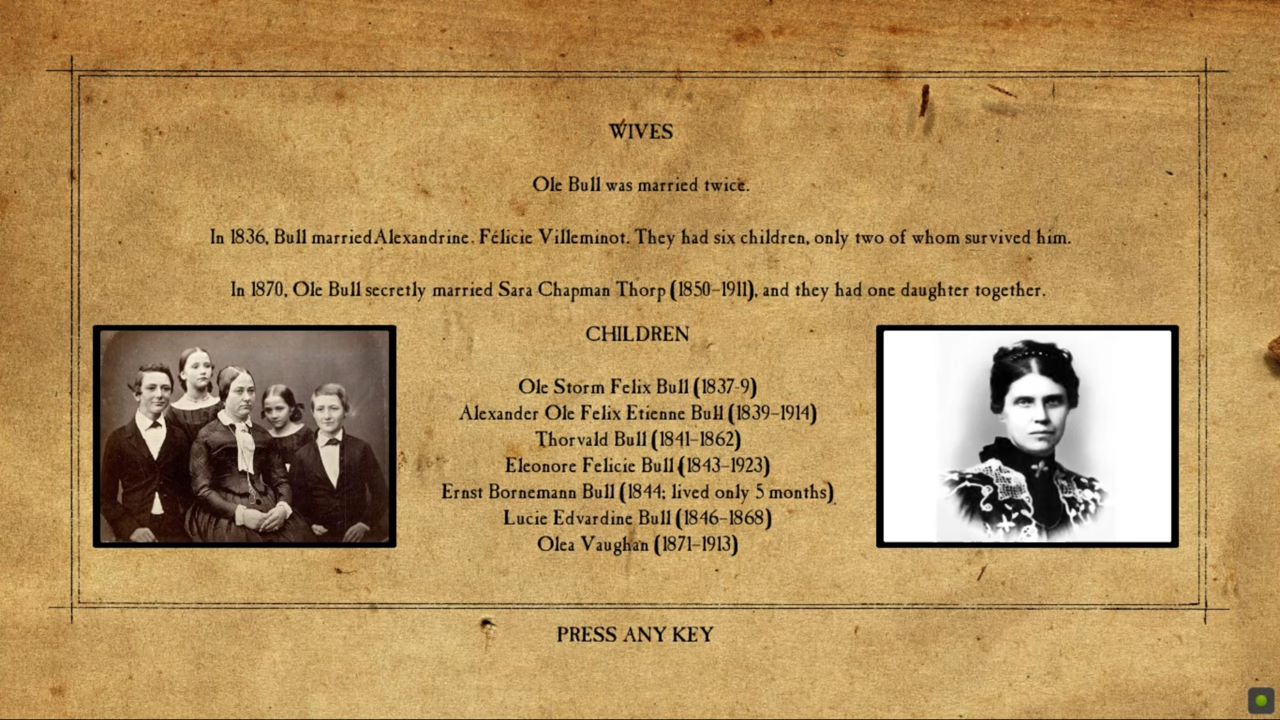 WIVES
Ole Bull was married twice.
In 1836, Bull married Alexandrine. Félicie Villeminot. They had six children, only two of whom survived him.
In 1870, Ole Bull secretly married Sara Chapman Thorp (1850–1911), and they had one daughter together.
CHILDREN
Ole Storm Felix Bull (1837-9)
Alexander Ole Felix Etienne Bull (1839–1914)
Thorvald Bull (1841–1862)
Eleonore Felicie Bull (1843–1923)
Ernst Bornemann Bull (1844; lived only 5 months)
Lucie Edvardine Bull (1846–1868)
Olea Vaughan (1871–1913)
PRESS ANY KEY